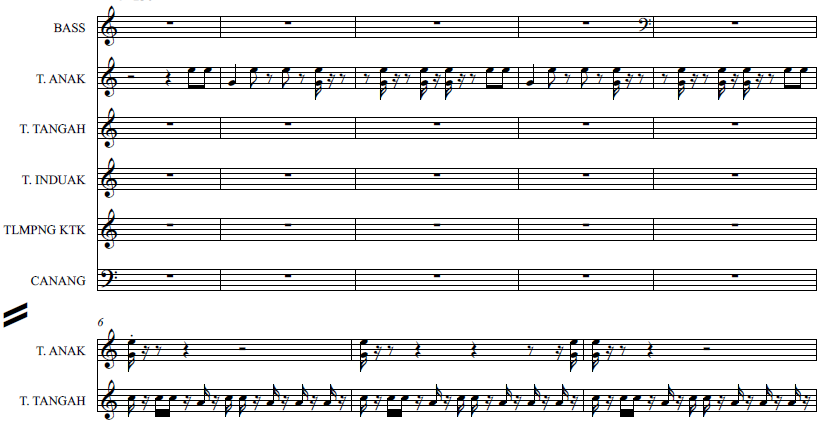 BASS
T. ANAK
T. TANGAH
T. INDUAK
TLMPNG KTK
CANANG
6
T. ANAK
T. TANGAH